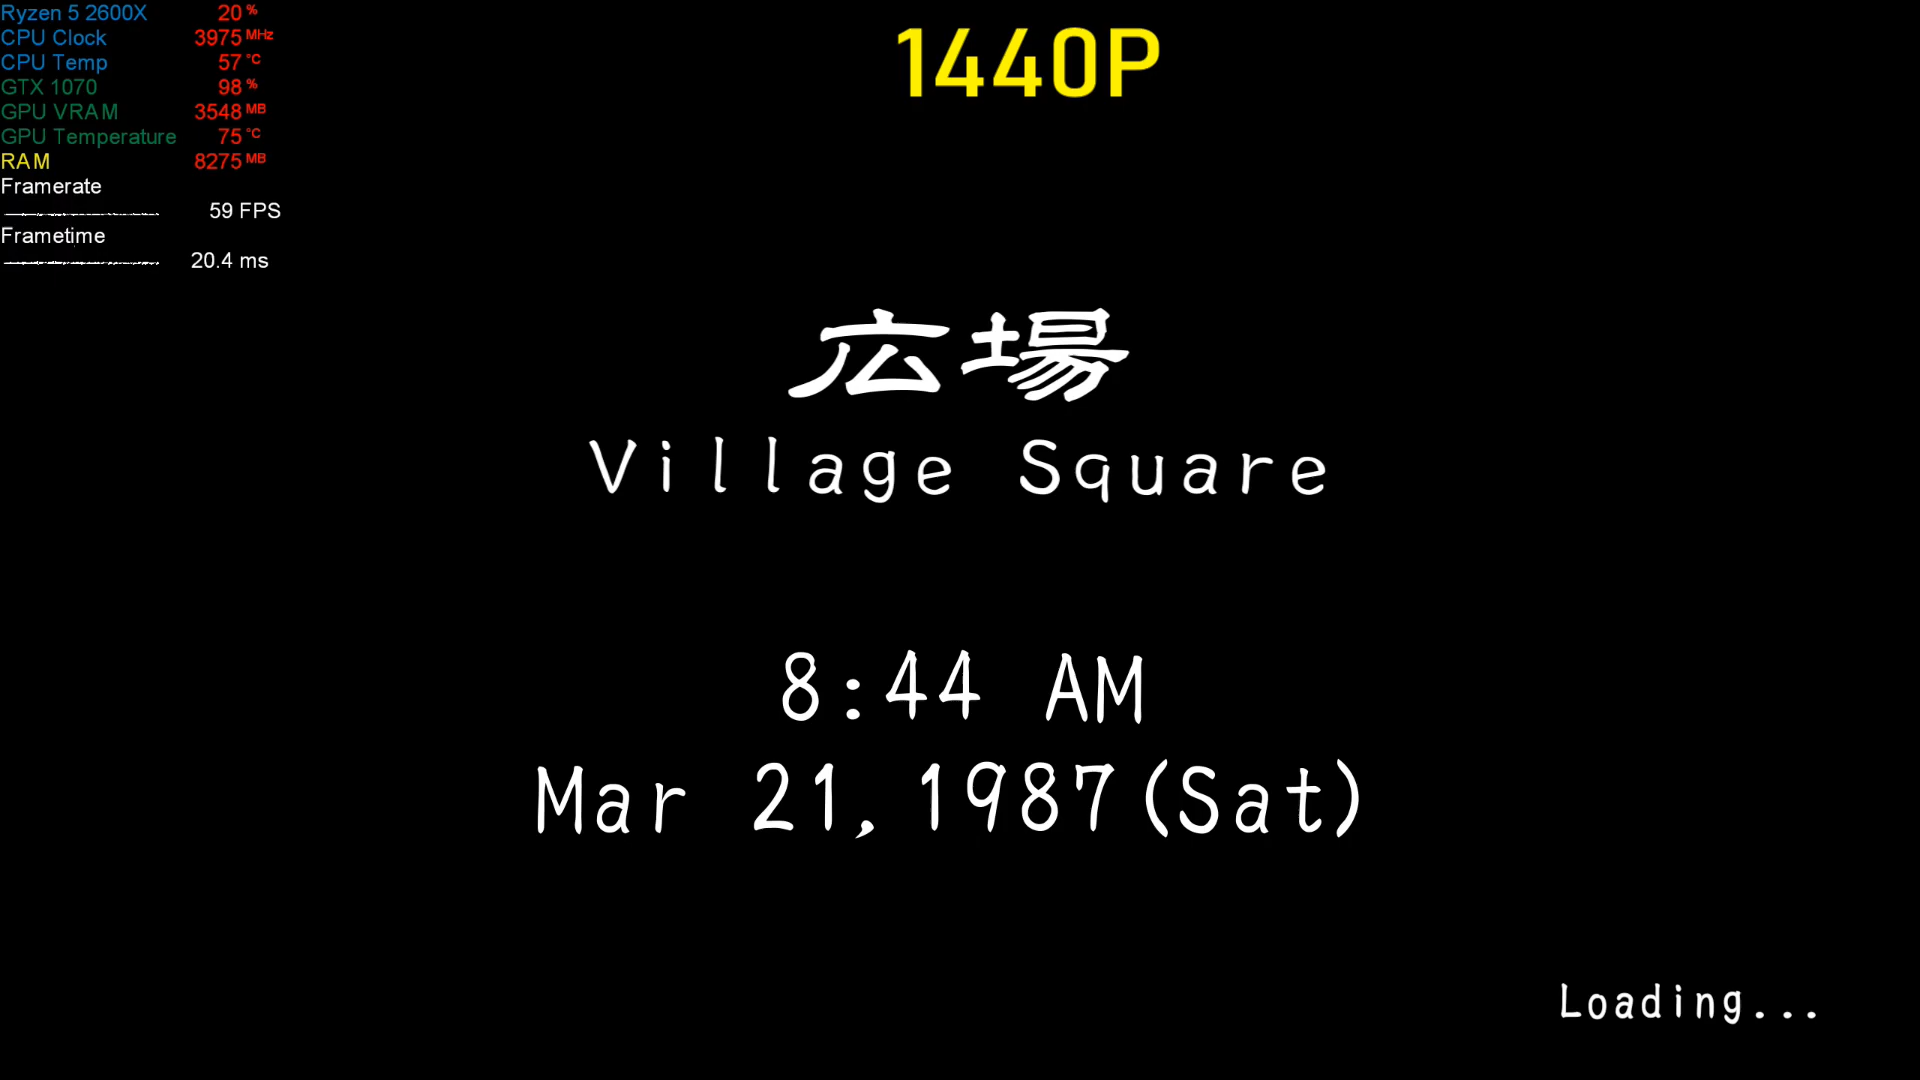 Ryzen 5 2600X 20 %
CPU Clock 3975 MHz
CPU Temp 57 °C
GTX 1070 98 %
GPU VRAM 3548 MB
GPU Temperature 75 °C
RAM 8275 MB
Framerate
59 FPS
Frametime
20.4 ms
1440P
広場
Village Square
8:44 AM
Mar 21,1987(Sat)
Loading...